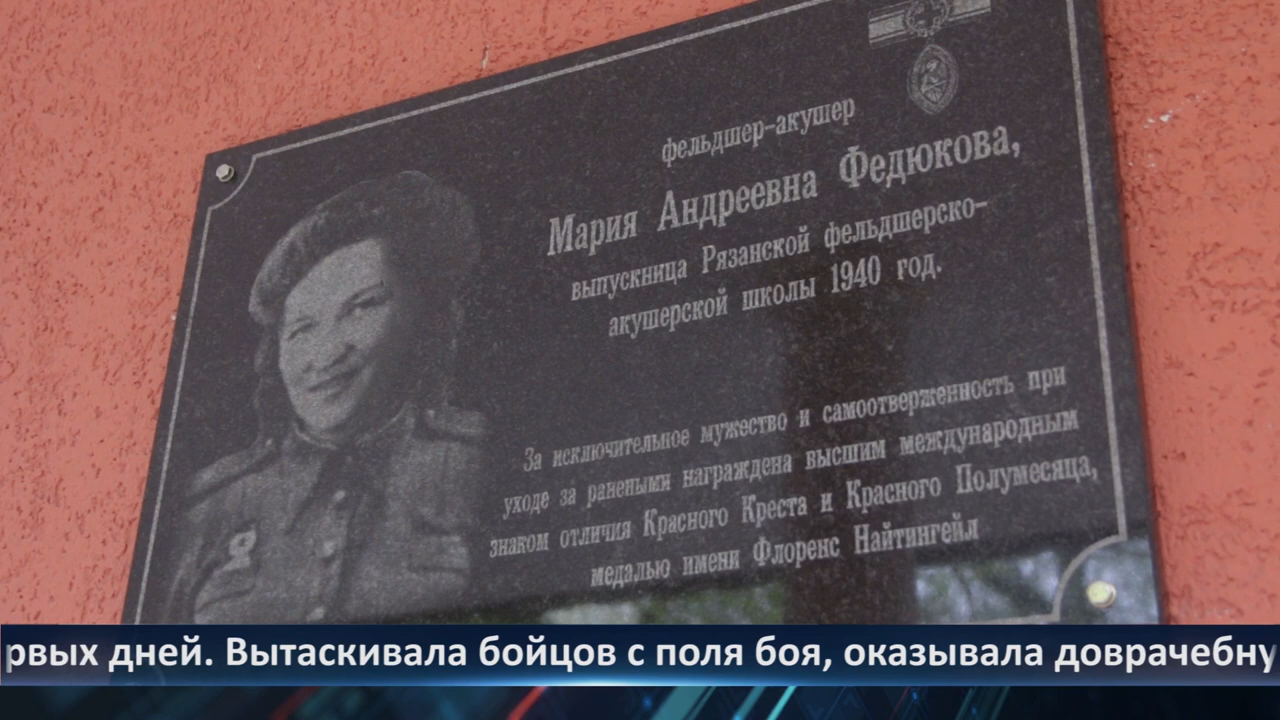 фельдшер-акушер
Мария Андреевна Федюкова,
выпускница Рязанской фельдшерско-
акушерской школы 1940 год.
За исключительное мужество и самоотверженность при
уходе за ранеными награждена высшим международным
знаком отличия Красного Креста и Красного Полумесяца,
медалью имени Флоренс Найтингейл
рвых дней. Вытаскивала бойцов с поля боя, оказывала доврачебну